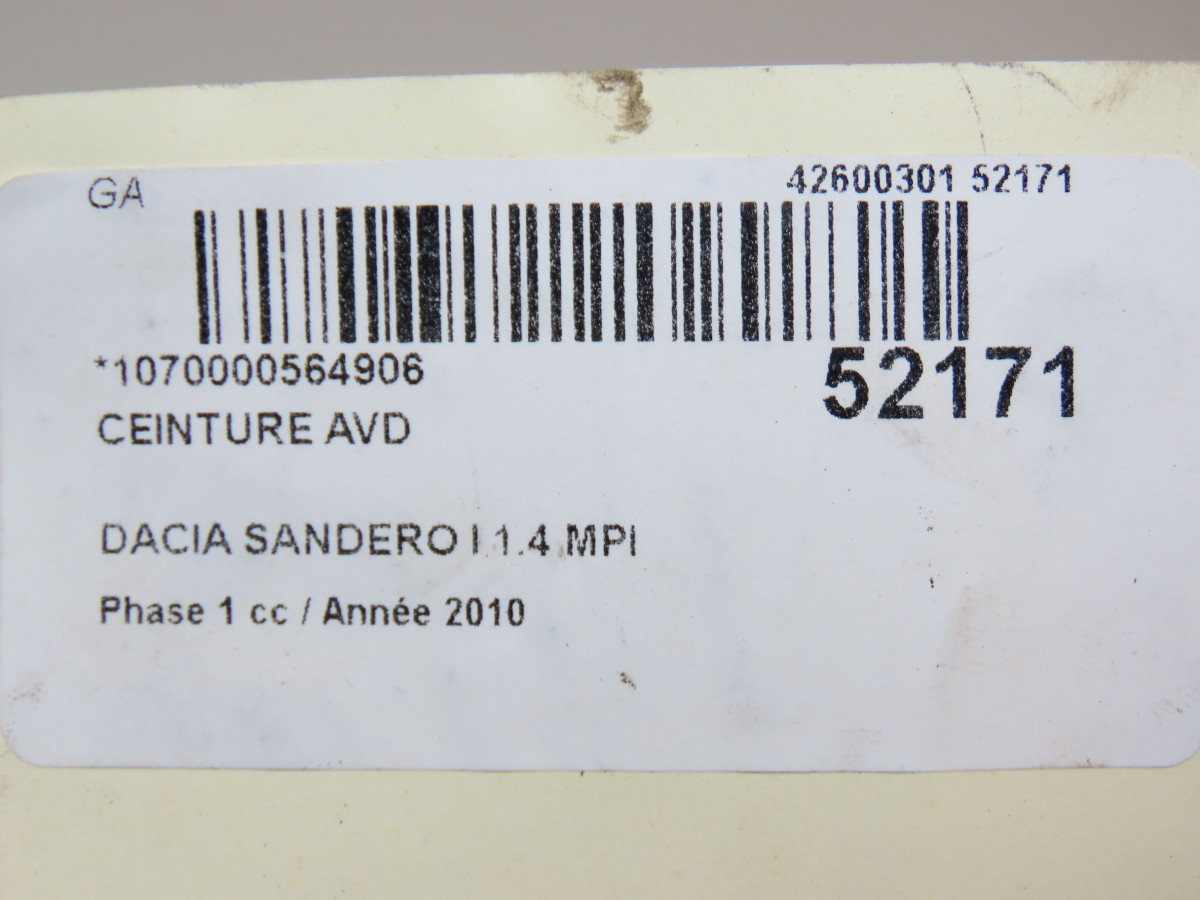 GA 42600301 52171
*1070000564906
52171
CEINTURE AVD
DACIA SANDERO I 1.4 MPI
Phase 1 cc / Année 2010